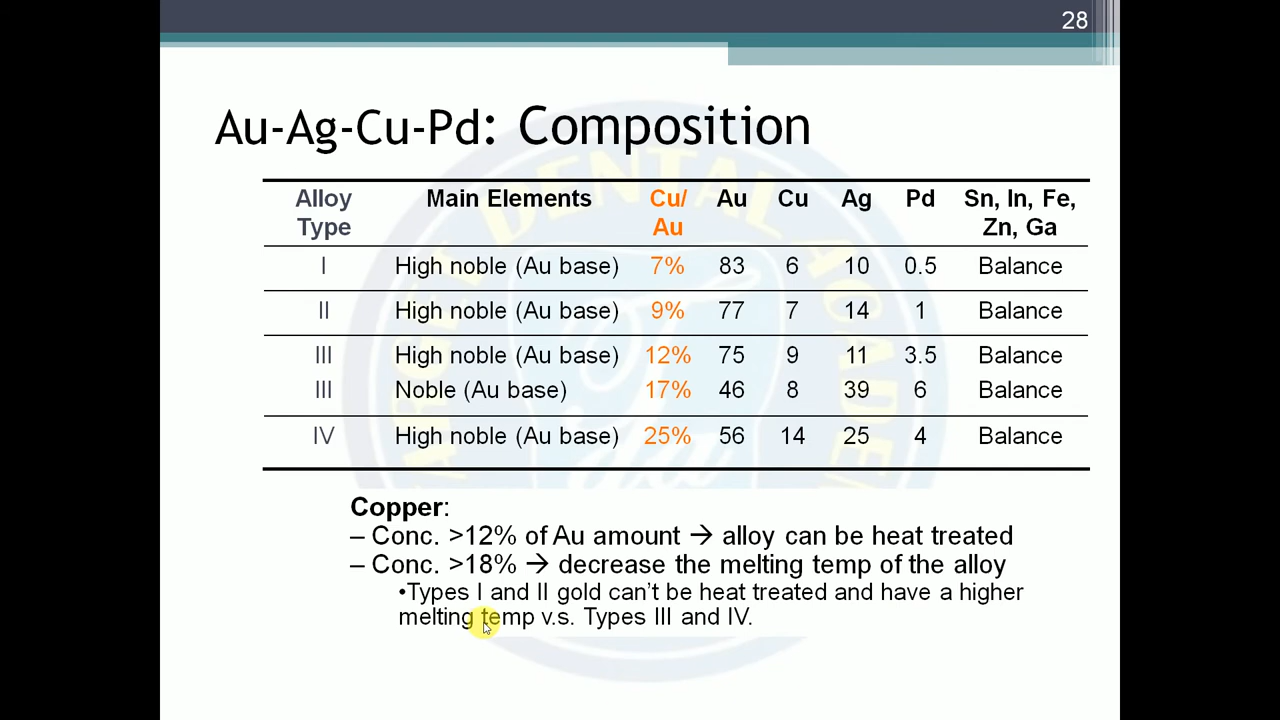 28
Au-Ag-Cu-Pd: Composition
Alloy Type Main Elements Cu/ Au Au Cu Ag Pd Sn, In, Fe, Zn, Ga
I High noble (Au base) 7% 83 6 10 0.5 Balance
II High noble (Au base) 9% 77 7 14 1 Balance
III High noble (Au base) 12% 75 9 11 3.5 Balance
III Noble (Au base) 17% 46 8 39 6 Balance
IV High noble (Au base) 25% 56 14 25 4 Balance
Copper:
– Conc. >12% of Au amount → alloy can be heat treated
– Conc. >18% → decrease the melting temp of the alloy
•Types I and II gold can’t be heat treated and have a higher
melting temp v.s. Types III and IV.